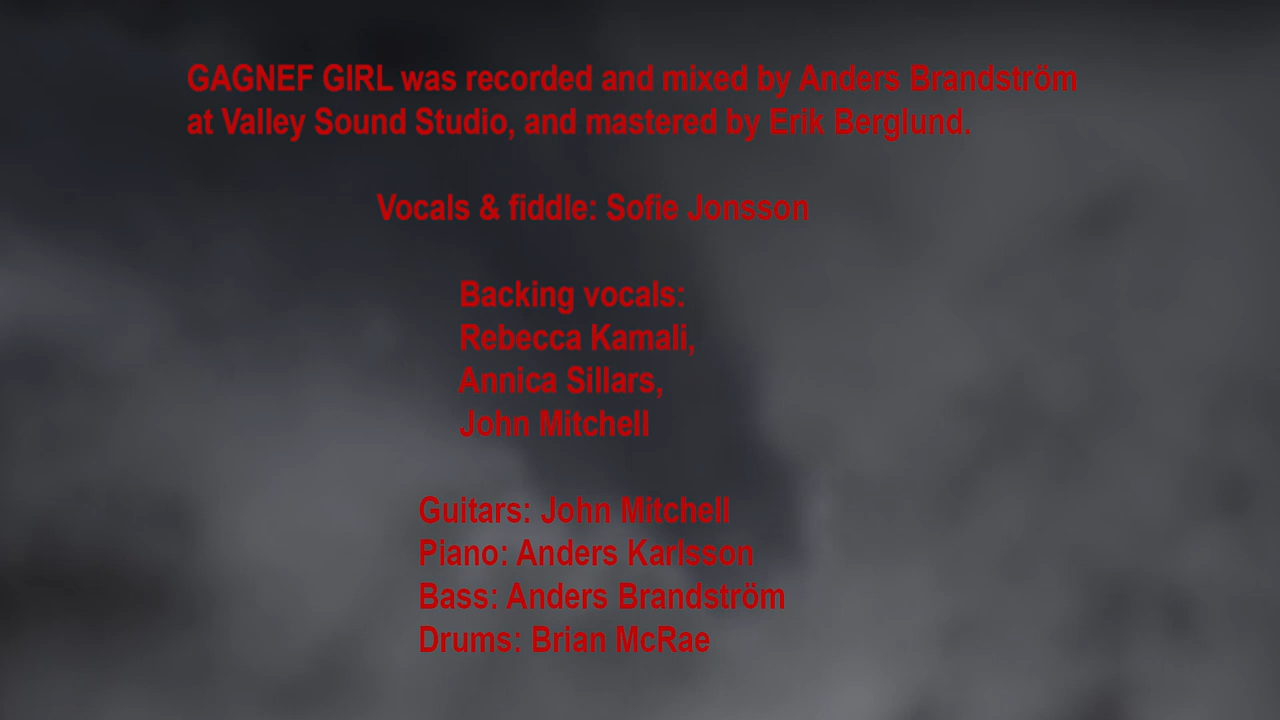 GAGNEF GIRL was recorded and mixed by Anders Brandström
at Valley Sound Studio, and mastered by Erik Berglund.
Vocals & fiddle: Sofie Jonsson
Backing vocals:
Rebecca Kamali,
Annica Sillars,
John Mitchell
Guitars: John Mitchell
Piano: Anders Karlsson
Bass: Anders Brandström
Drums: Brian McRae